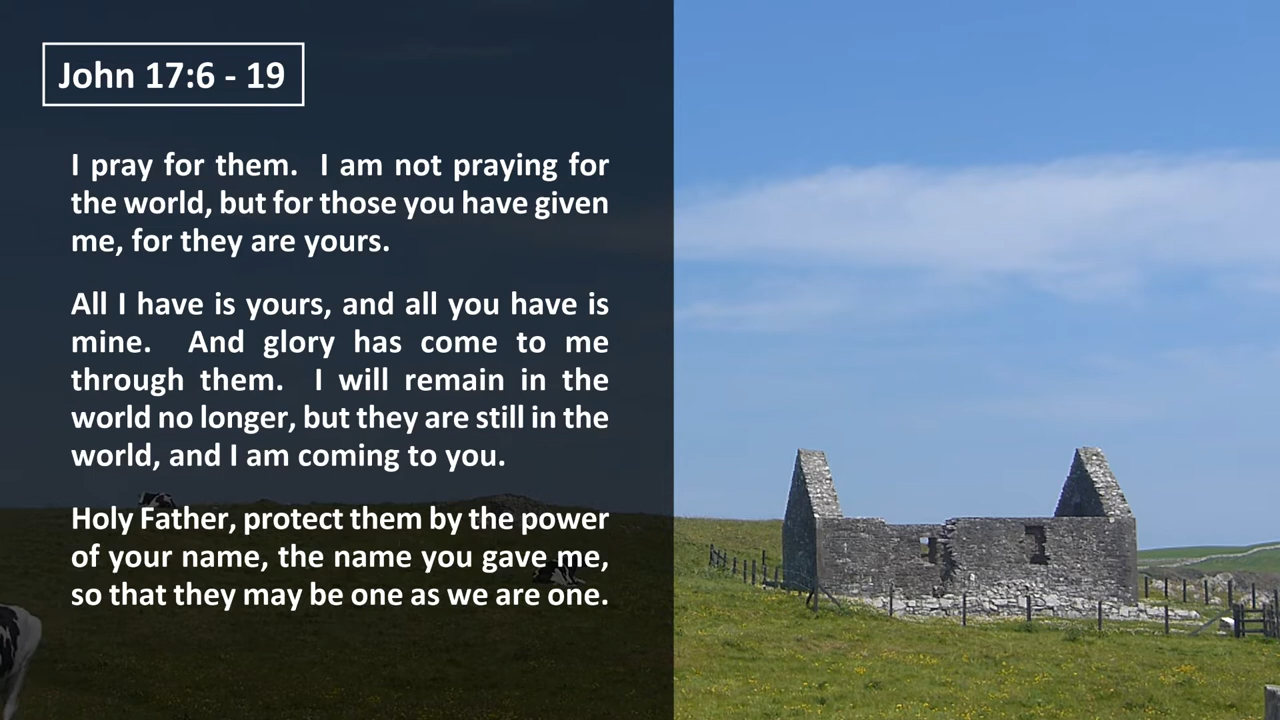 John 17:6 - 19
I pray for them. I am not praying for
the world, but for those you have given
me, for they are yours.
All I have is yours, and all you have is
mine. And glory has come to me
through them. I will remain in the
world no longer, but they are still in the
world, and I am coming to you.
Holy Father, protect them by the power
of your name, the name you gave me,
so that they may be one as we are one.